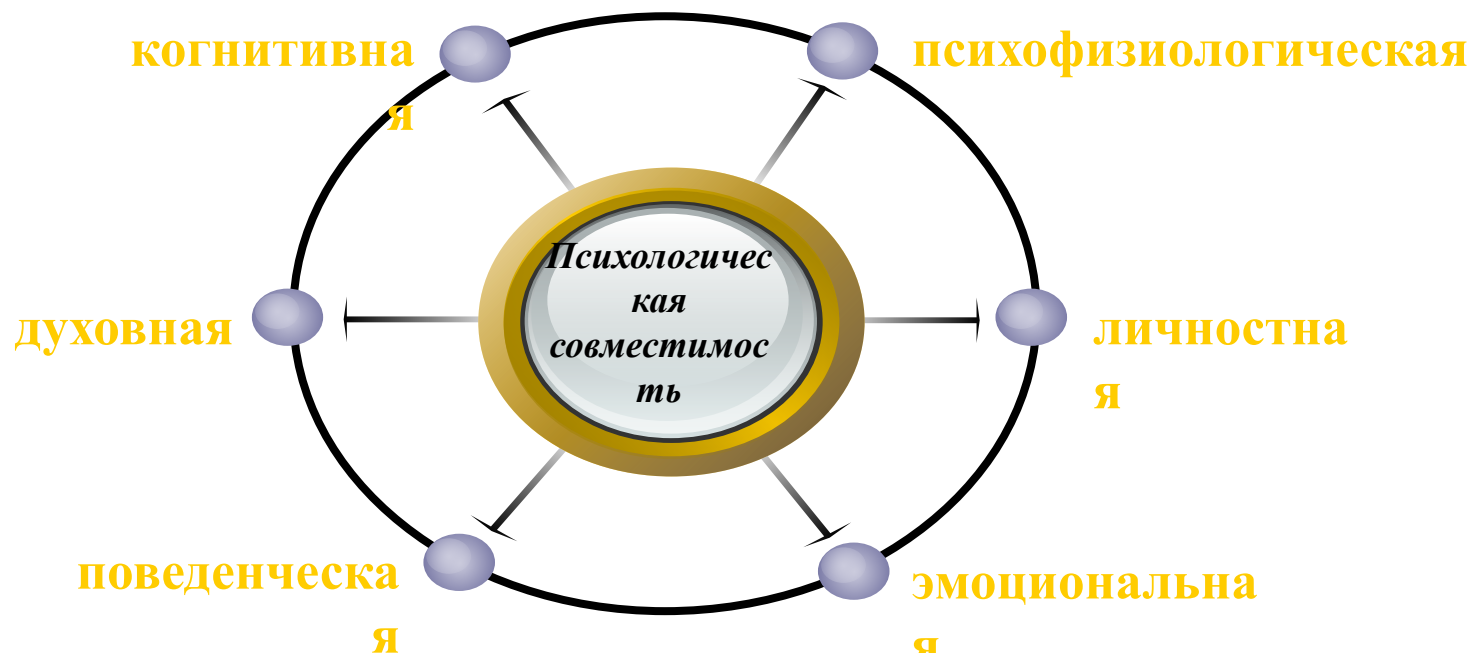 когнитивна
я
психофизиологическая
Психологичес
кая
совместимос
ть
духовная
личностна
я
поведенческа
я
эмоциональна
я